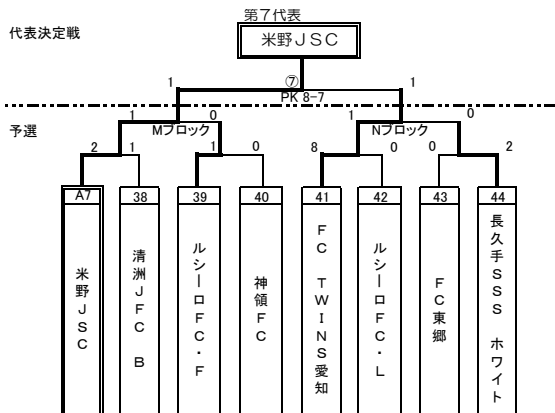 第7代表
代表決定戦
米野JSC
1 ⑦ 1
PK 8-7
1 0 1 0
予選 Mブロック Nブロック
2 1 1 0 8 0 0 2
A7 38 39 40 41 42 43 44
米野JSC
清洲JFC B
ルシーロFC・F
神領FC
FC TWINS愛知
ルシーロFC・L
FC東郷
長久手SSS ホワイト